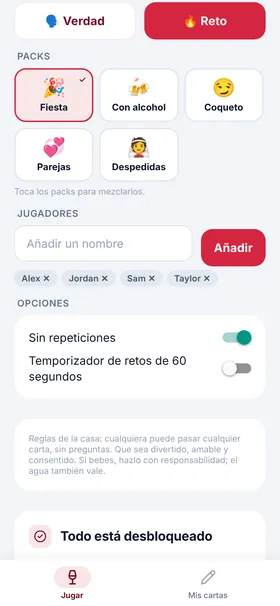 Verdad
Reto
PACKS
Fiesta
Con alcohol
Coqueto
Parejas
Despedidas
Toca los packs para mezclarlos.
JUGADORES
Añadir un nombre
Añadir
Alex ✕
Jordan ✕
Sam ✕
Taylor ✕
OPCIONES
Sin repeticiones
Temporizador de retos de 60
segundos
Reglas de la casa: cualquiera puede pasar cualquier
carta, sin preguntas. Que sea divertido, amable y
consentido. Si bebes, hazlo con responsabilidad; el
agua también vale.
Todo está desbloqueado
Jugar
Mis cartas